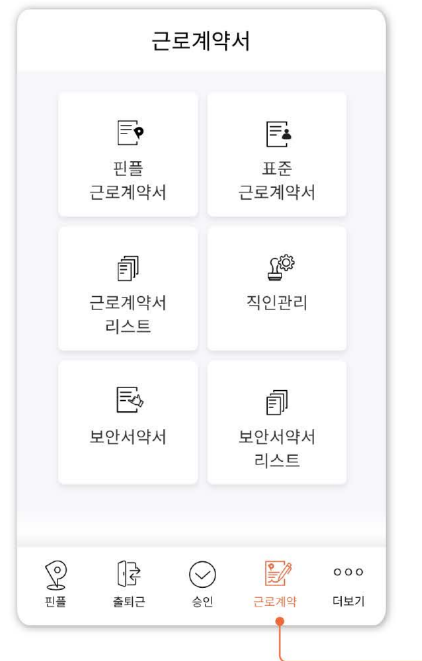 근로계약서
핀플
근로계약서
표준
근로계약서
근로계약서
리스트
직인관리
보안서약서
보안서약서
리스트
핀플
출퇴근
승인
근로계약
더보기